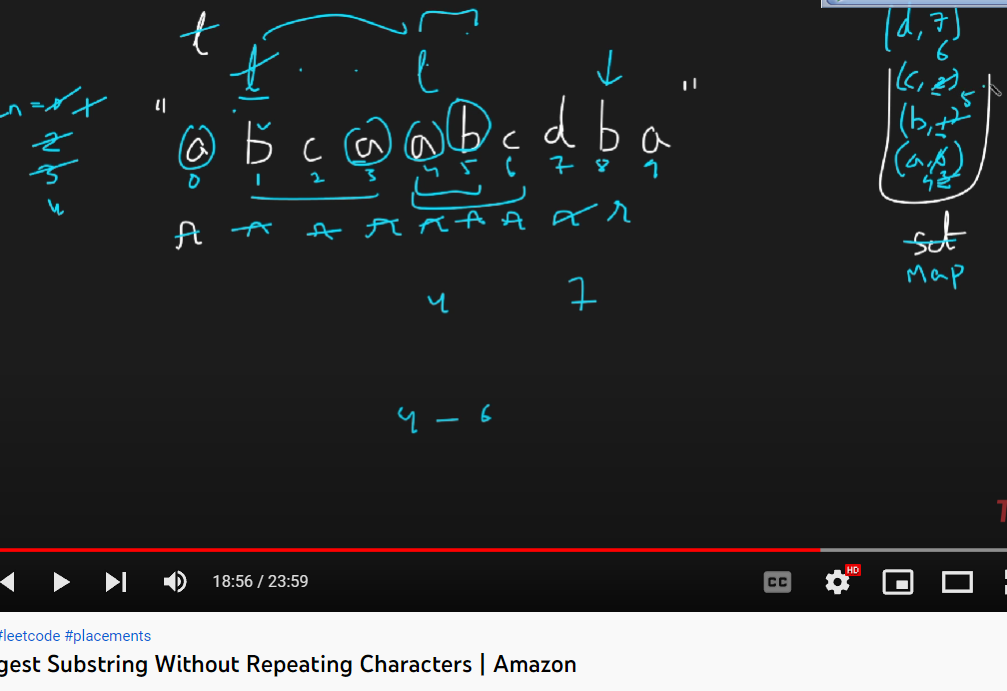 t
(d, 7)
6
t . . l
n = 0 1
(c, 2) 5
" a b c a a b c d b a "
2
(b, 1
0 1 2 3 4 5 6 7 8 9
3
(a, 0)
4
r r r r r r r r r
set
Map
4 7
4 - 6
18:56 / 23:59
CC HD
#leetcode #placements
gest Substring Without Repeating Characters | Amazon